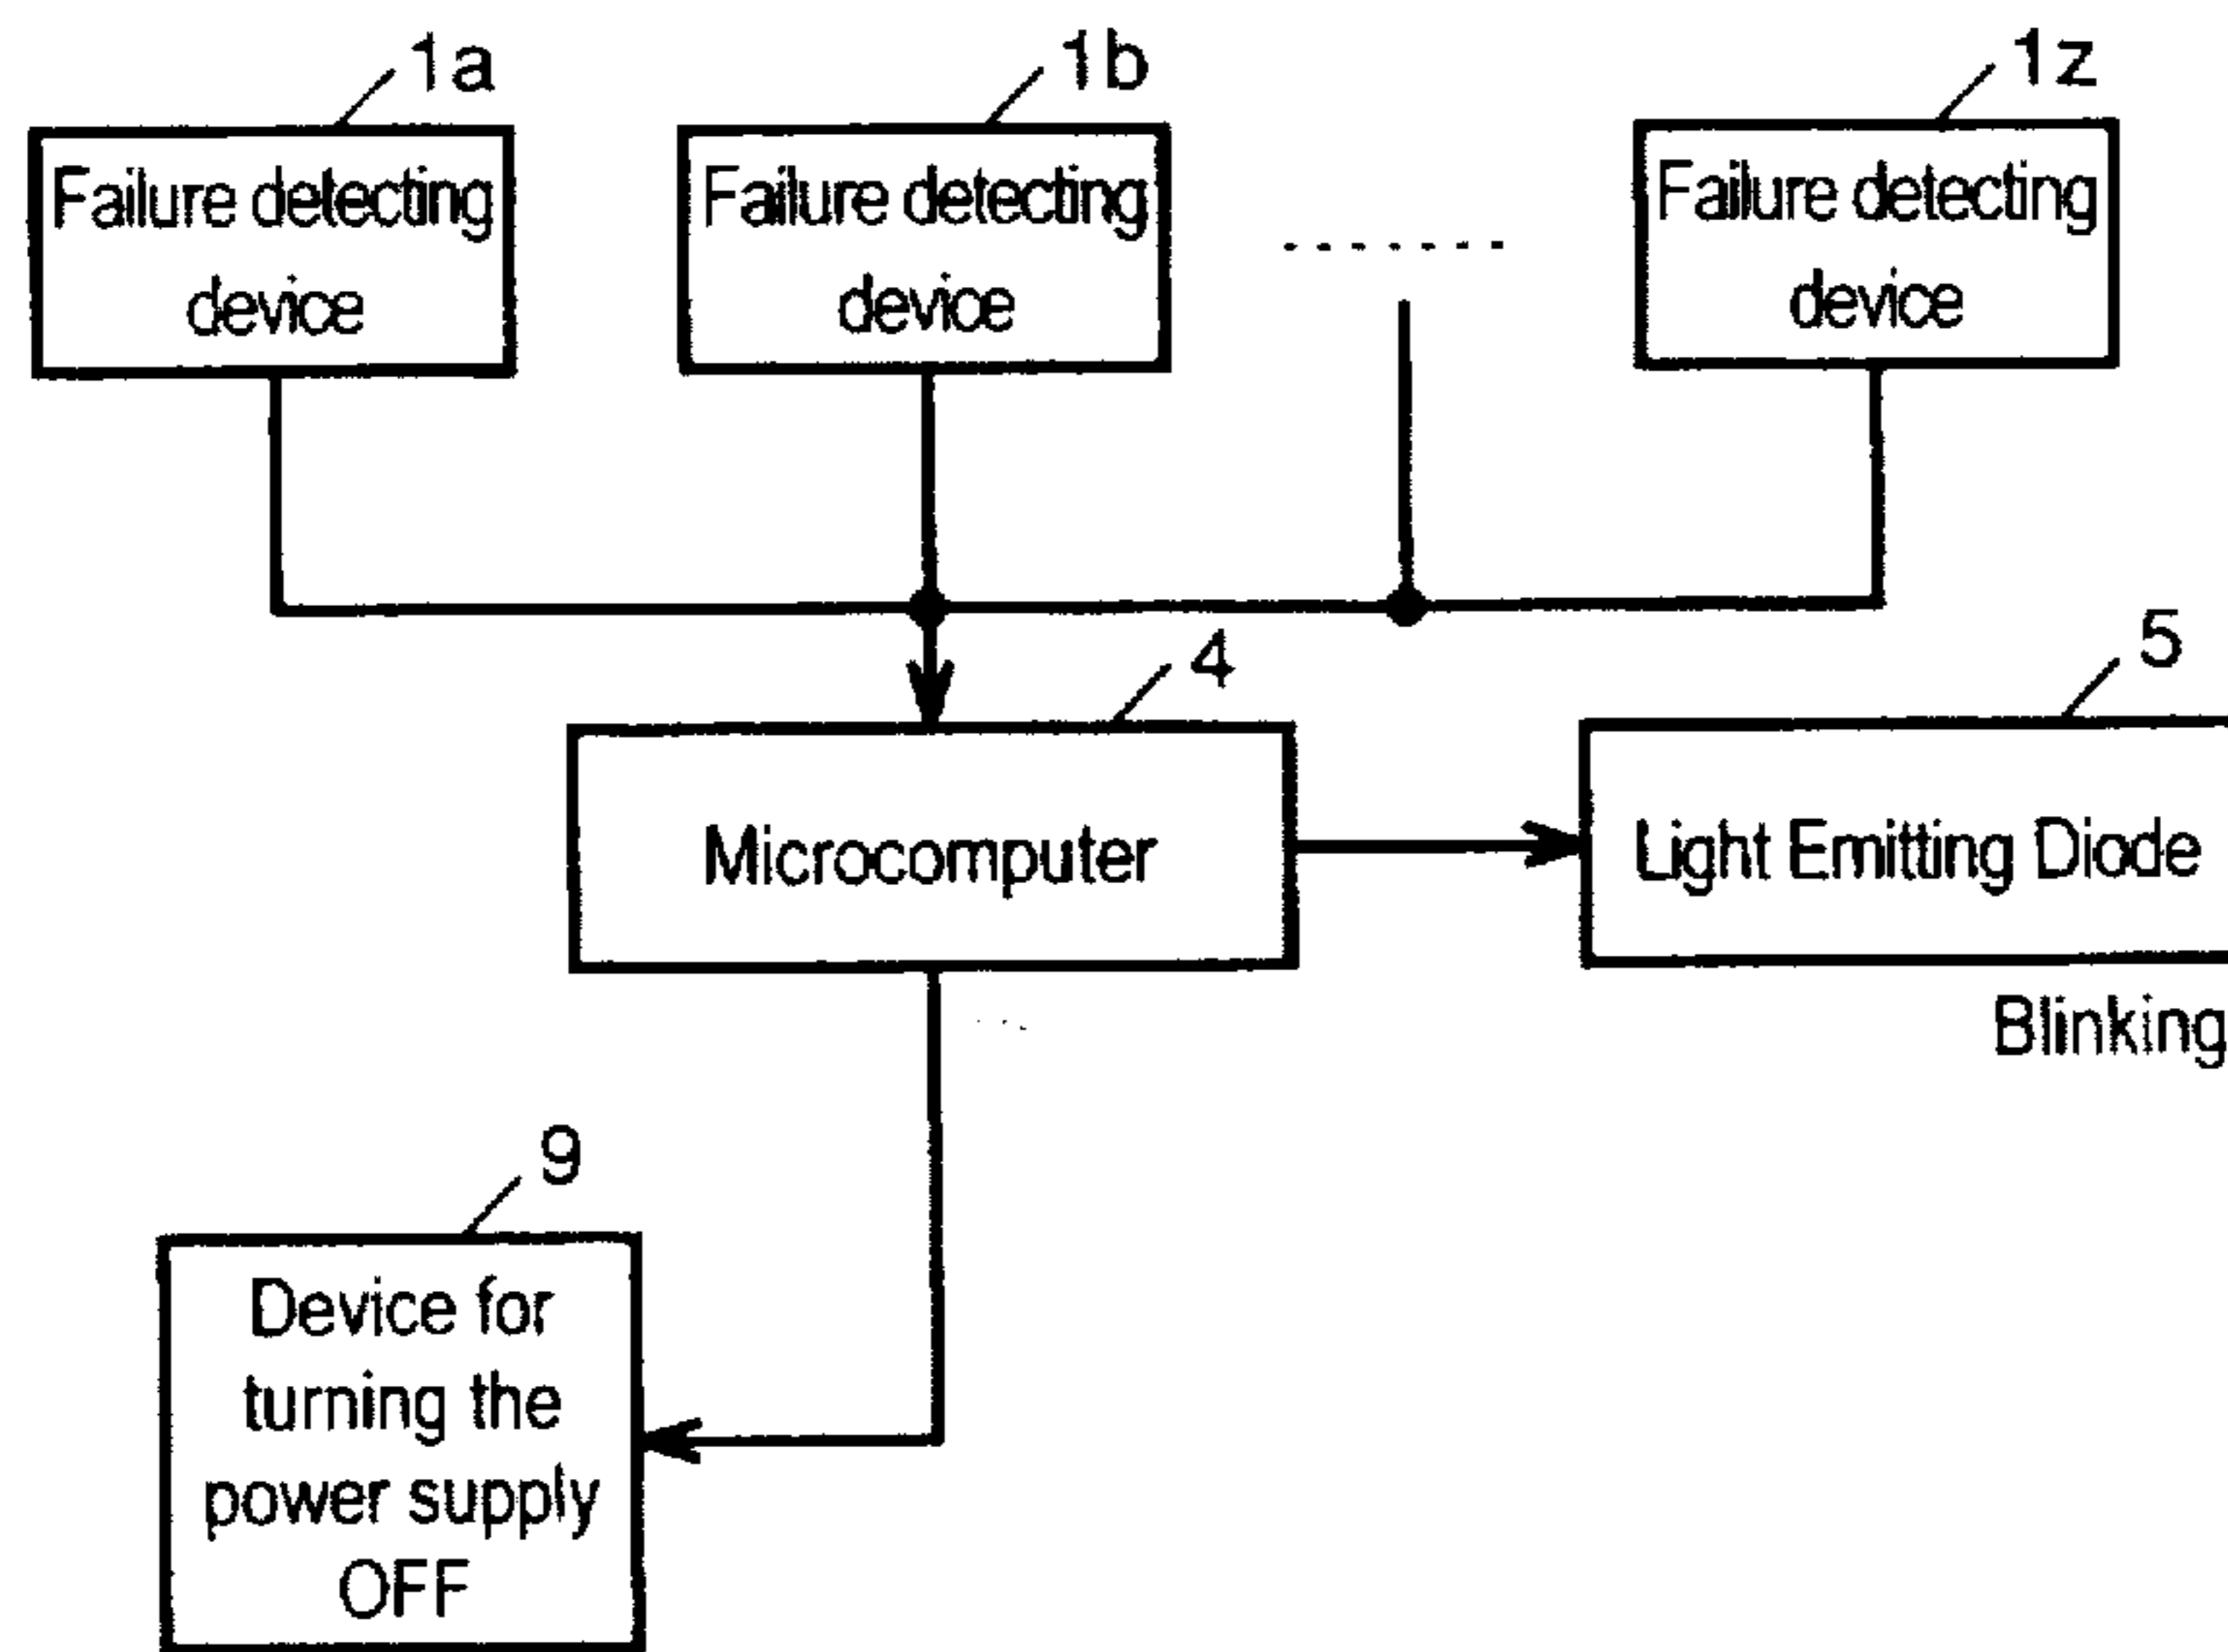 1a
1b
1z
Failure detecting
device
Failure detecting
device
Failure detecting
device
4
5
Microcomputer
Light Emitting Diode
Blinking
9
Device for
turning the
power supply
OFF